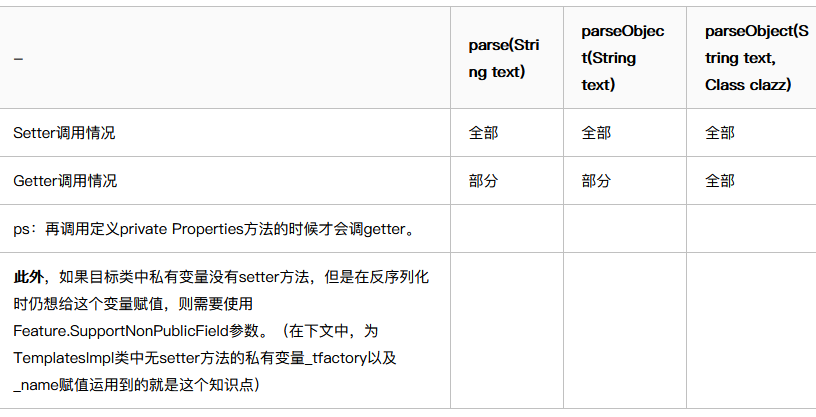 –
parse(Stri
ng text)
parseObjec
t(String
text)
parseObject(S
tring text,
Class clazz)
Setter调用情况
全部
全部
全部
Getter调用情况
部分
部分
全部
ps：再调用定义private Properties方法的时候才会调getter。
此外，如果目标类中私有变量没有setter方法，但是在反序列化
时仍想给这个变量赋值，则需要使用
Feature.SupportNonPublicField参数。（在下文中，为
TemplatesImpl类中无setter方法的私有变量_tfactory以及
_name赋值运用到的就是这个知识点）